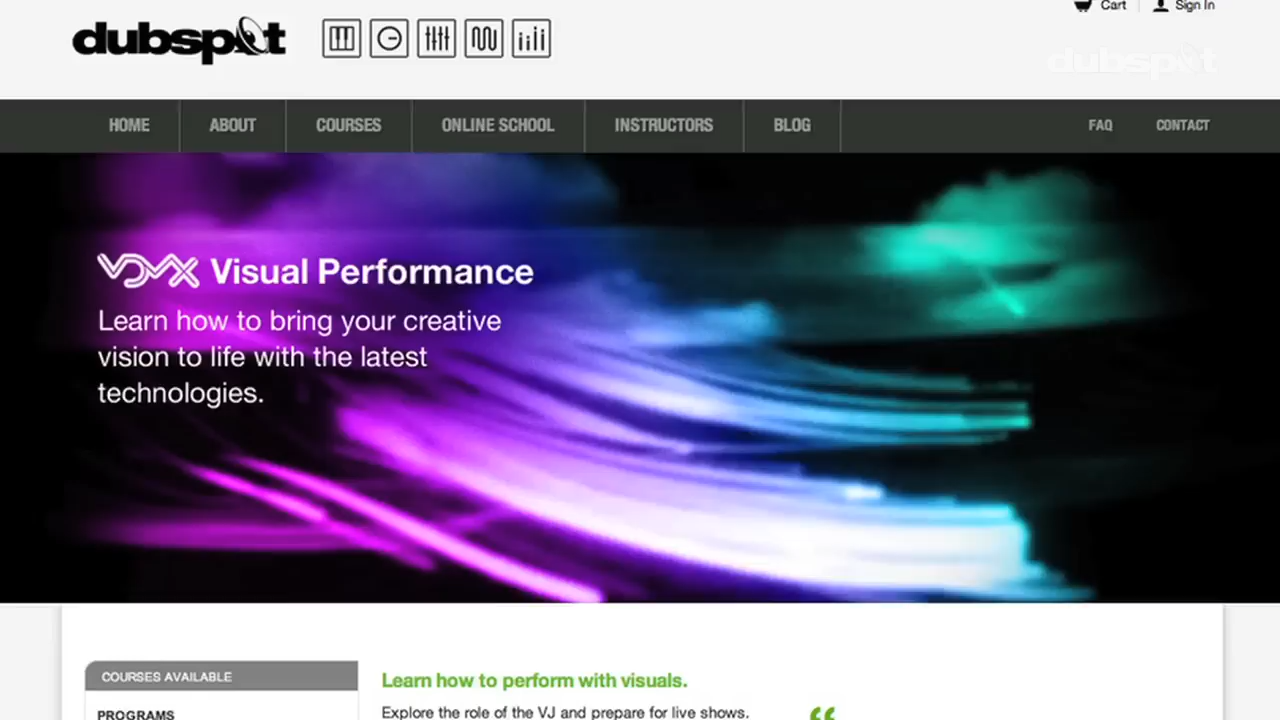 Cart
Sign In
dubspot
dubspot
HOME
ABOUT
COURSES
ONLINE SCHOOL
INSTRUCTORS
BLOG
FAQ
CONTACT
VDMX Visual Performance
Learn how to bring your creative
vision to life with the latest
technologies.
COURSES AVAILABLE
PROGRAMS
Learn how to perform with visuals.
Explore the role of the VJ and prepare for live shows.
“